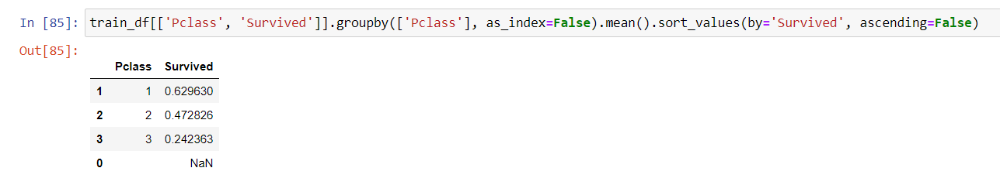 In [85]: train_df[['Pclass', 'Survived']].groupby(['Pclass'], as_index=False).mean().sort_values(by='Survived', ascending=False)
Out[85]:
Pclass Survived
1 1 0.629630
2 2 0.472826
3 3 0.242363
0 NaN